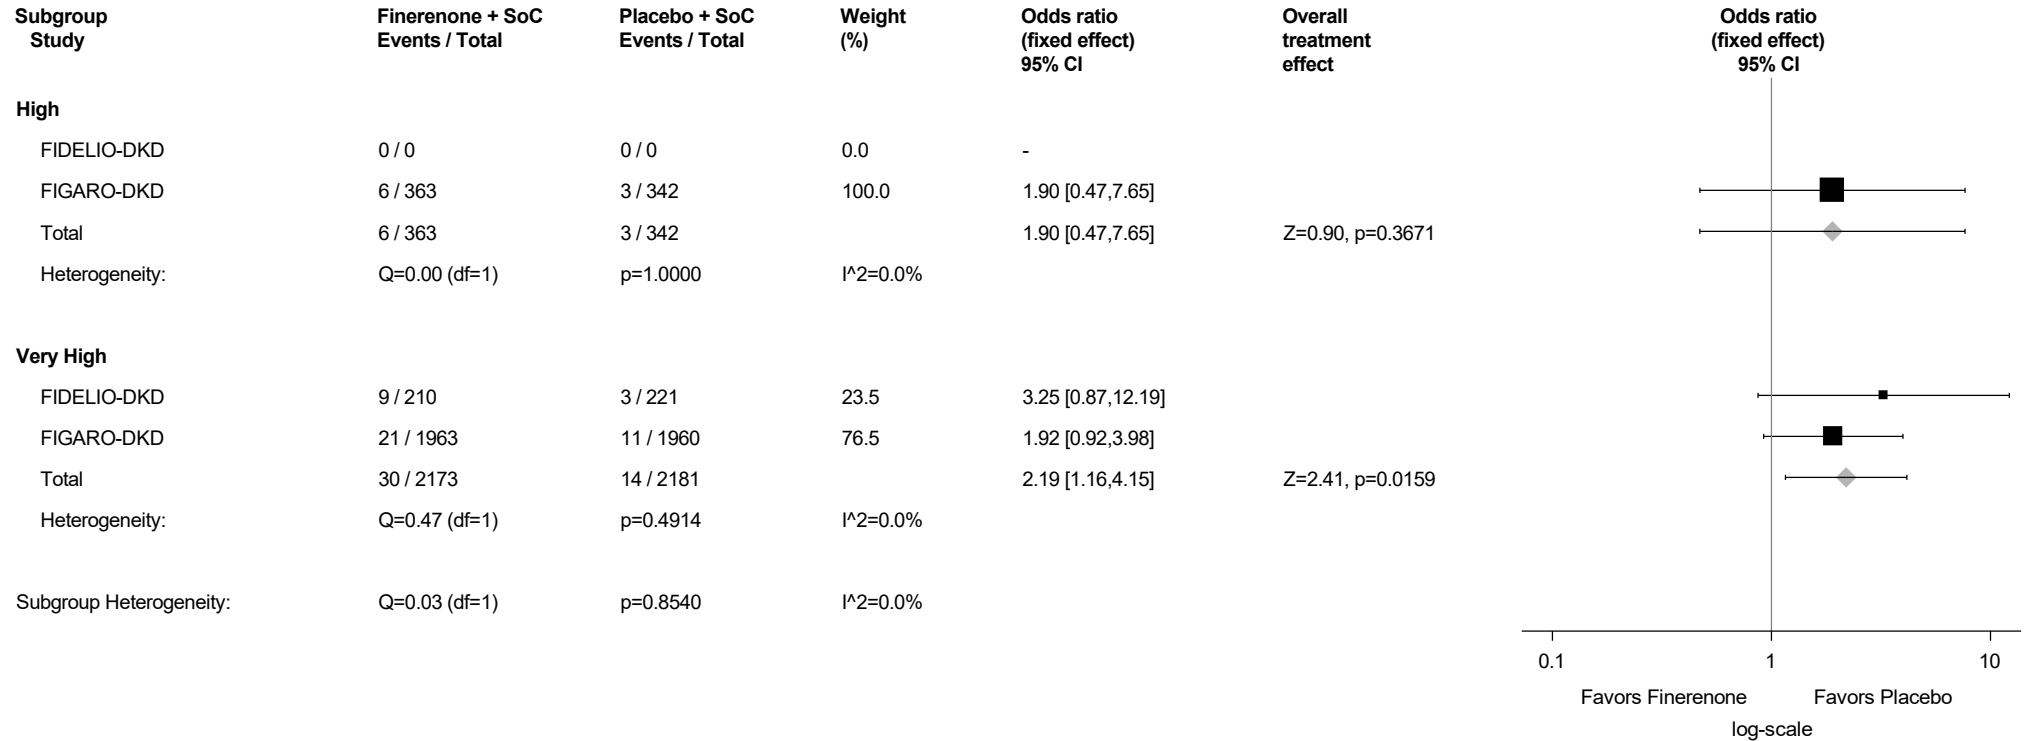 Subgroup Finerenone + SoC Placebo + SoC Weight Odds ratio Overall Odds ratio
Study Events / Total Events / Total (%) (fixed effect) treatment (fixed effect)
95% CI effect 95% CI
High
FIDELIO-DKD 0 / 0 0 / 0 0.0 -
FIGARO-DKD 6 / 363 3 / 342 100.0 1.90 [0.47,7.65]
Total 6 / 363 3 / 342 1.90 [0.47,7.65] Z=0.90, p=0.3671
Heterogeneity: Q=0.00 (df=1) p=1.0000 I^2=0.0%
Very High
FIDELIO-DKD 9 / 210 3 / 221 23.5 3.25 [0.87,12.19]
FIGARO-DKD 21 / 1963 11 / 1960 76.5 1.92 [0.92,3.98]
Total 30 / 2173 14 / 2181 2.19 [1.16,4.15] Z=2.41, p=0.0159
Heterogeneity: Q=0.47 (df=1) p=0.4914 I^2=0.0%
Subgroup Heterogeneity: Q=0.03 (df=1) p=0.8540 I^2=0.0%
0.1 1 10
Favors Finerenone Favors Placebo
log-scale